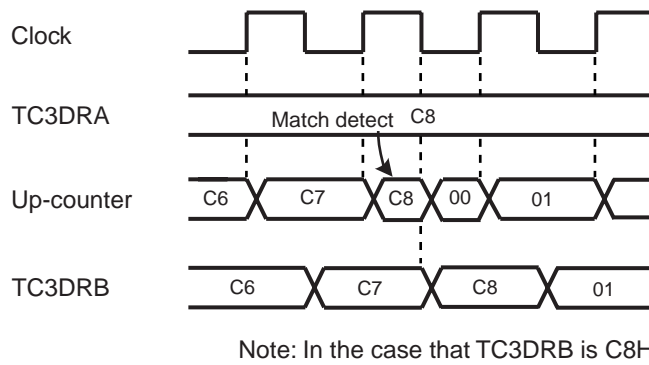 Clock
TC3DRA
Match detect C8
Up-counter C6 C7 C8 00 01
TC3DRB C6 C7 C8 01
Note: In the case that TC3DRB is C8H